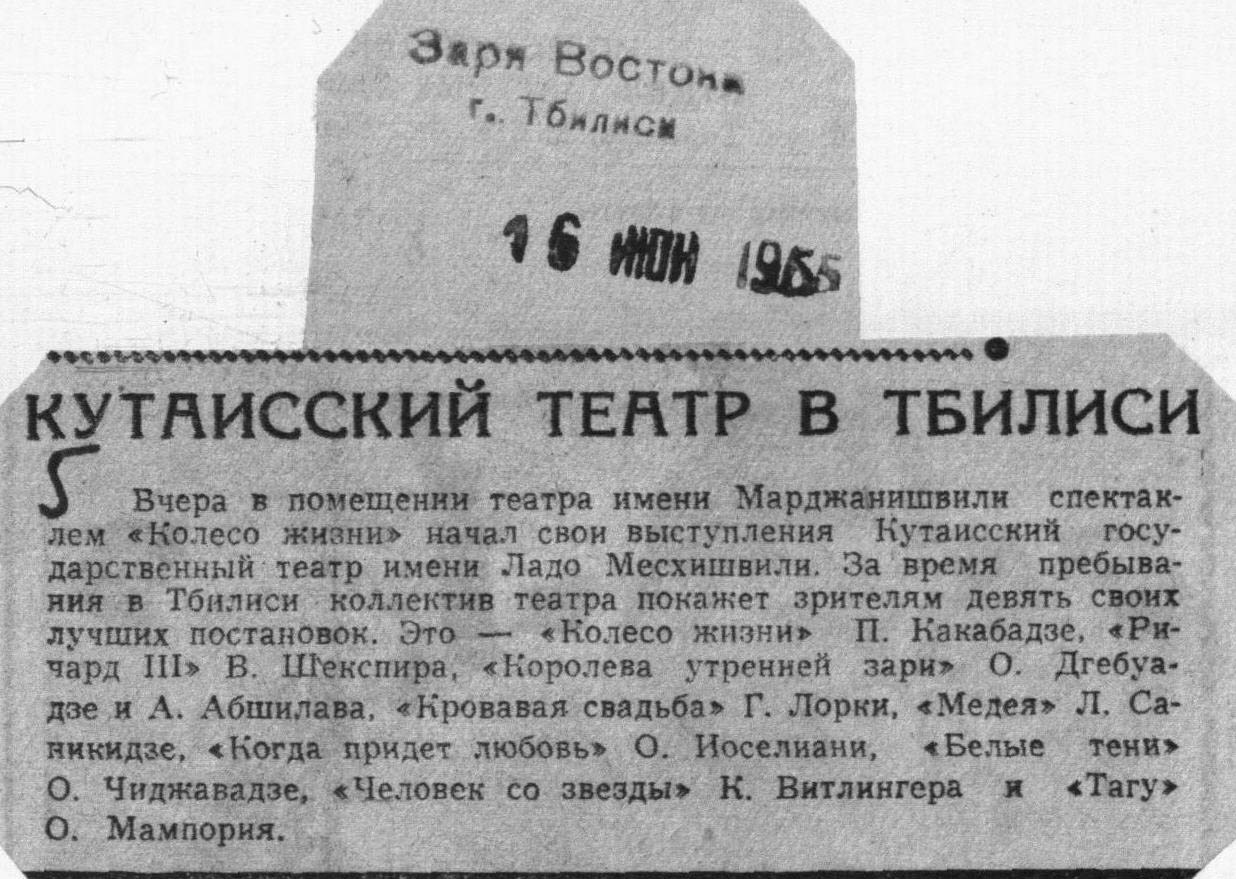 Заря Востока
г. Тбилиси
16 ИЮН 1965
КУТАИССКИЙ ТЕАТР В ТБИЛИСИ
Вчера в помещении театра имени Марджанишвили спектак-
лем «Колесо жизни» начал свои выступления Кутаисский госу-
дарственный театр имени Ладо Месхишвили. За время пребыва-
ния в Тбилиси коллектив театра покажет зрителям девять своих
лучших постановок. Это — «Колесо жизни» П. Какабадзе, «Ри-
чард III» В. Шекспира, «Королева утренней зари» О. Дгебуа-
дзе и А. Абшилава, «Кровавая свадьба» Г. Лорки, «Медея» Л. Са-
никидзе, «Когда придет любовь» О. Иоселиани, «Белые тени»
О. Чиджавадзе, «Человек со звезды» К. Витлингера и «Тагу»
О. Мампория.